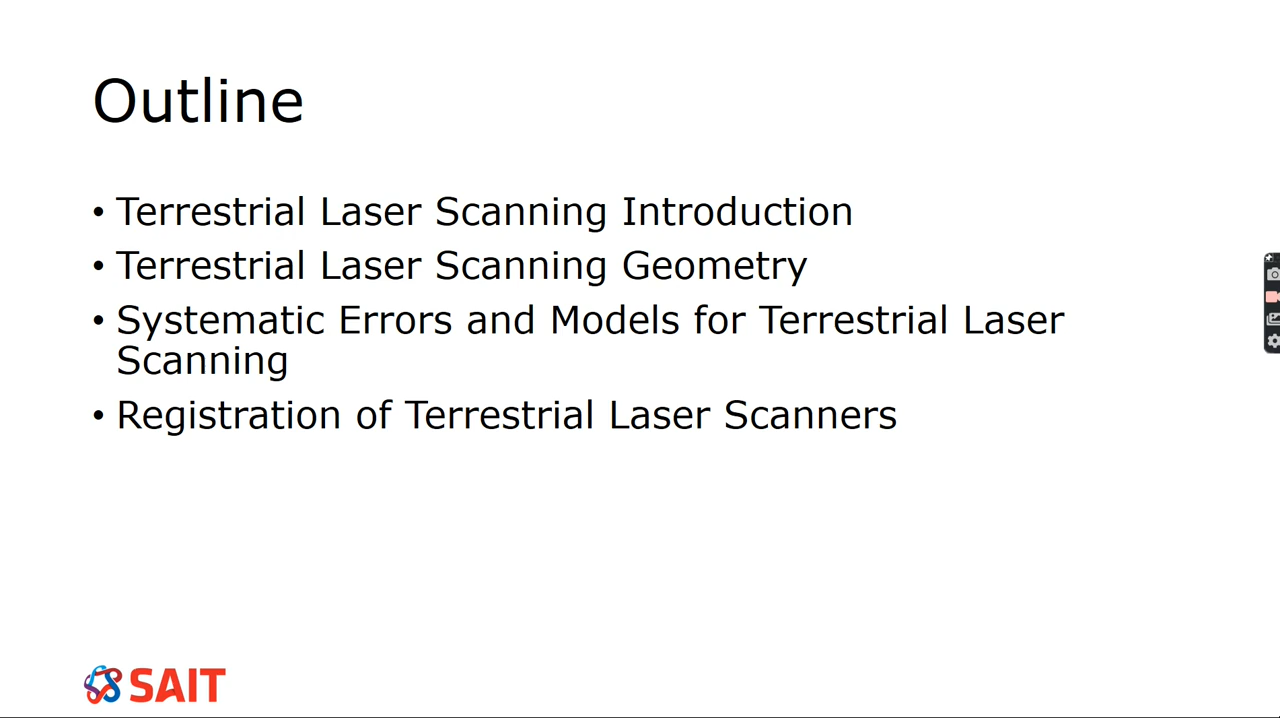 Outline
• Terrestrial Laser Scanning Introduction
• Terrestrial Laser Scanning Geometry
• Systematic Errors and Models for Terrestrial Laser
Scanning
• Registration of Terrestrial Laser Scanners
SAIT